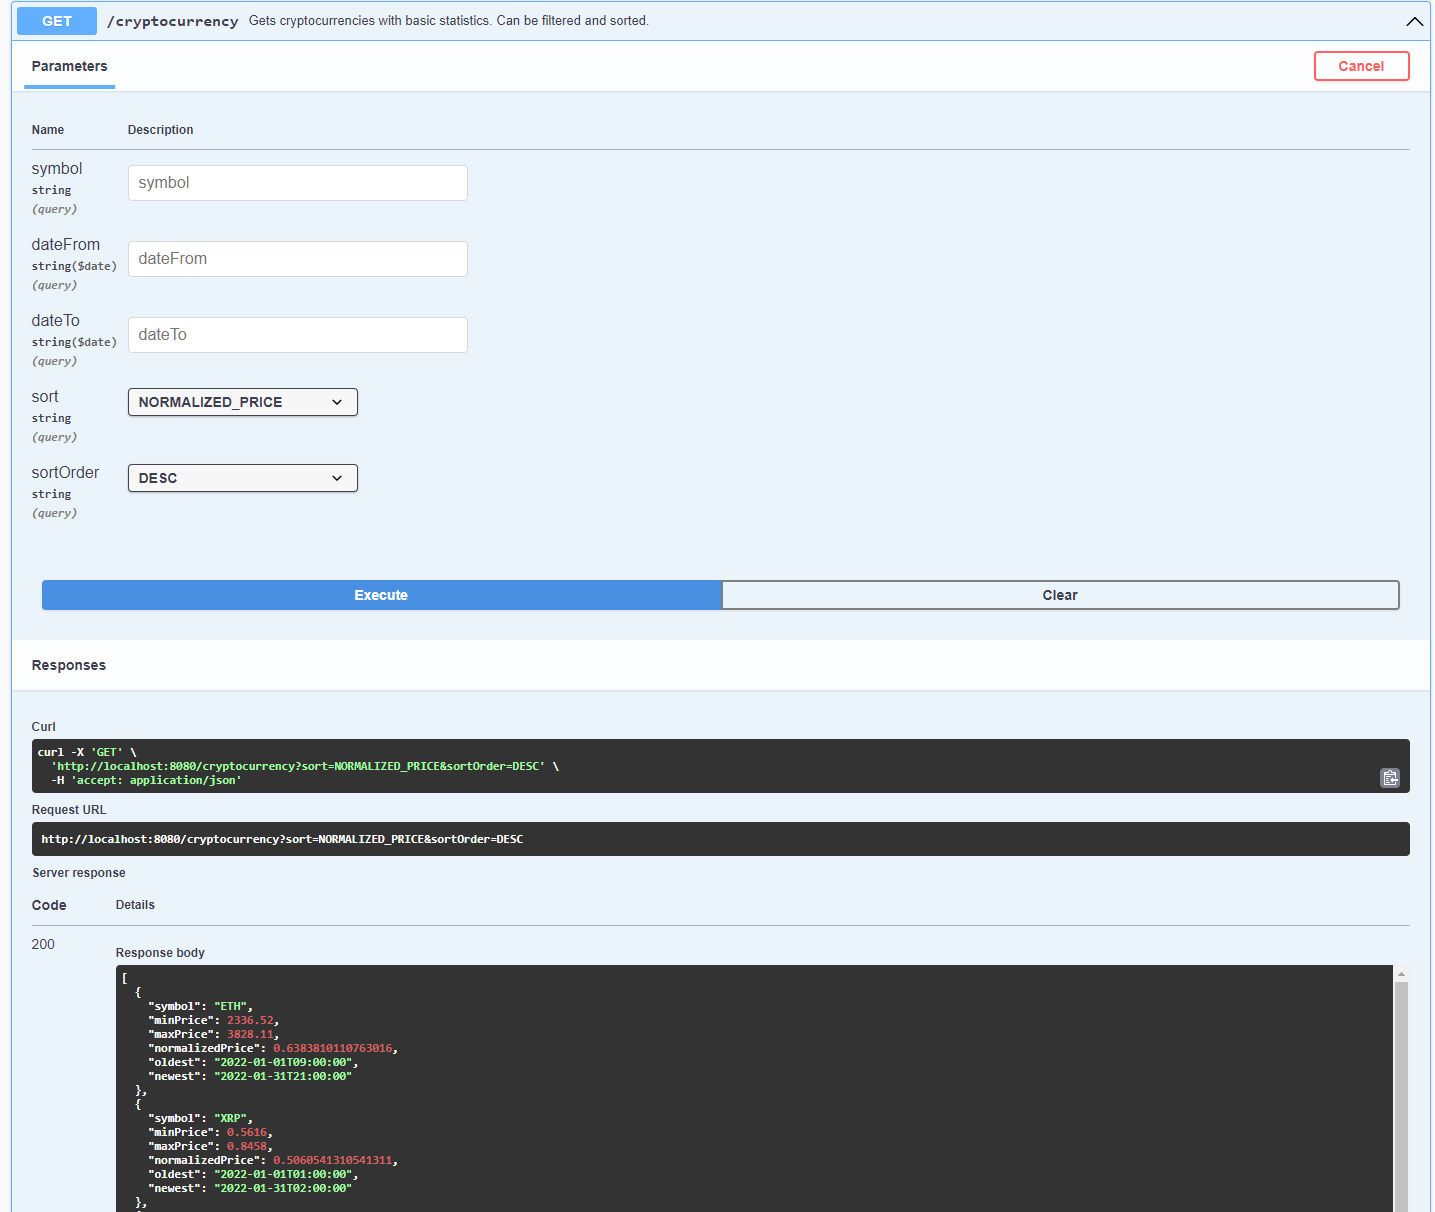 GET /cryptocurrency Gets cryptocurrencies with basic statistics. Can be filtered and sorted.
Parameters Cancel
Name Description
symbol
string
(query)
symbol
dateFrom
string($date)
(query)
dateFrom
dateTo
string($date)
(query)
dateTo
sort
string
(query)
NORMALIZED_PRICE
sortOrder
string
(query)
DESC
Execute Clear
Responses
Curl
curl -X 'GET' \
'http://localhost:8080/cryptocurrency?sort=NORMALIZED_PRICE&sortOrder=DESC' \
-H 'accept: application/json'
Request URL
http://localhost:8080/cryptocurrency?sort=NORMALIZED_PRICE&sortOrder=DESC
Server response
Code Details
200
Response body
[
{
"symbol": "ETH",
"minPrice": 2336.52,
"maxPrice": 3828.11,
"normalizedPrice": 0.6383810110763016,
"oldest": "2022-01-01T09:00:00",
"newest": "2022-01-31T21:00:00"
},
{
"symbol": "XRP",
"minPrice": 0.5616,
"maxPrice": 0.8458,
"normalizedPrice": 0.5060541310541311,
"oldest": "2022-01-01T01:00:00",
"newest": "2022-01-31T02:00:00"
},